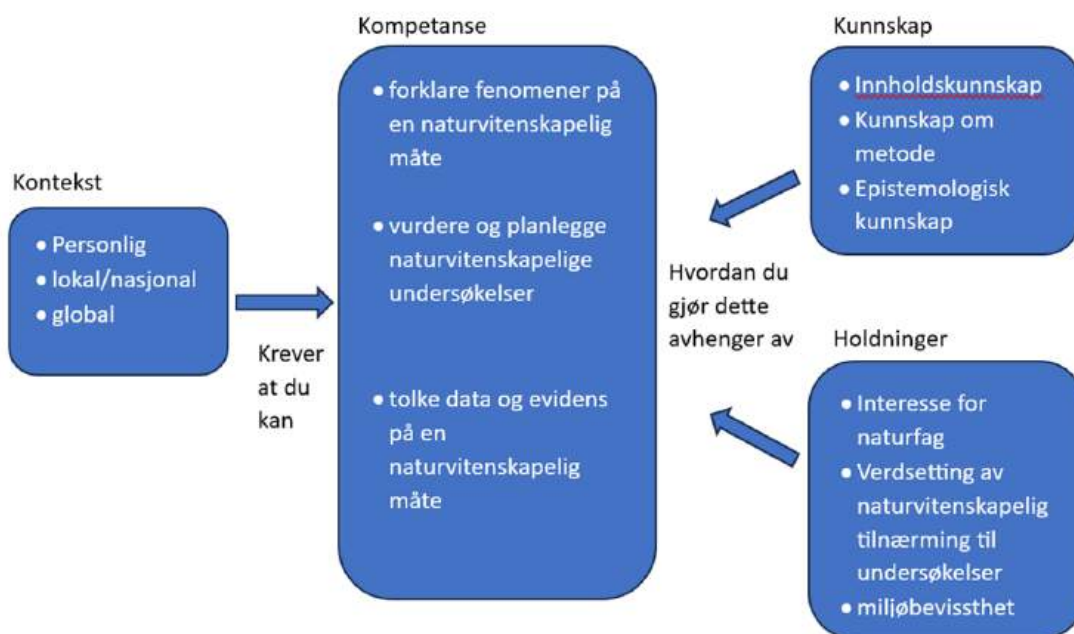 Kontekst
• Personlig
• lokal/nasjonal
• global
Krever
at du
kan
Kompetanse
• forklare fenomener på
en naturvitenskapelig
måte
• vurdere og planlegge
naturvitenskapelige
undersøkelser
• tolke data og evidens
på en
naturvitenskapelig
måte
Hvordan du
gjør dette
avhenger av
Kunnskap
• Innholdskunnskap
• Kunnskap om
metode
• Epistemologisk
kunnskap
Holdninger
• Interesse for
naturfag
• Verdsetting av
naturvitenskapelig
tilnærming til
undersøkelser
• miljøbevissthet